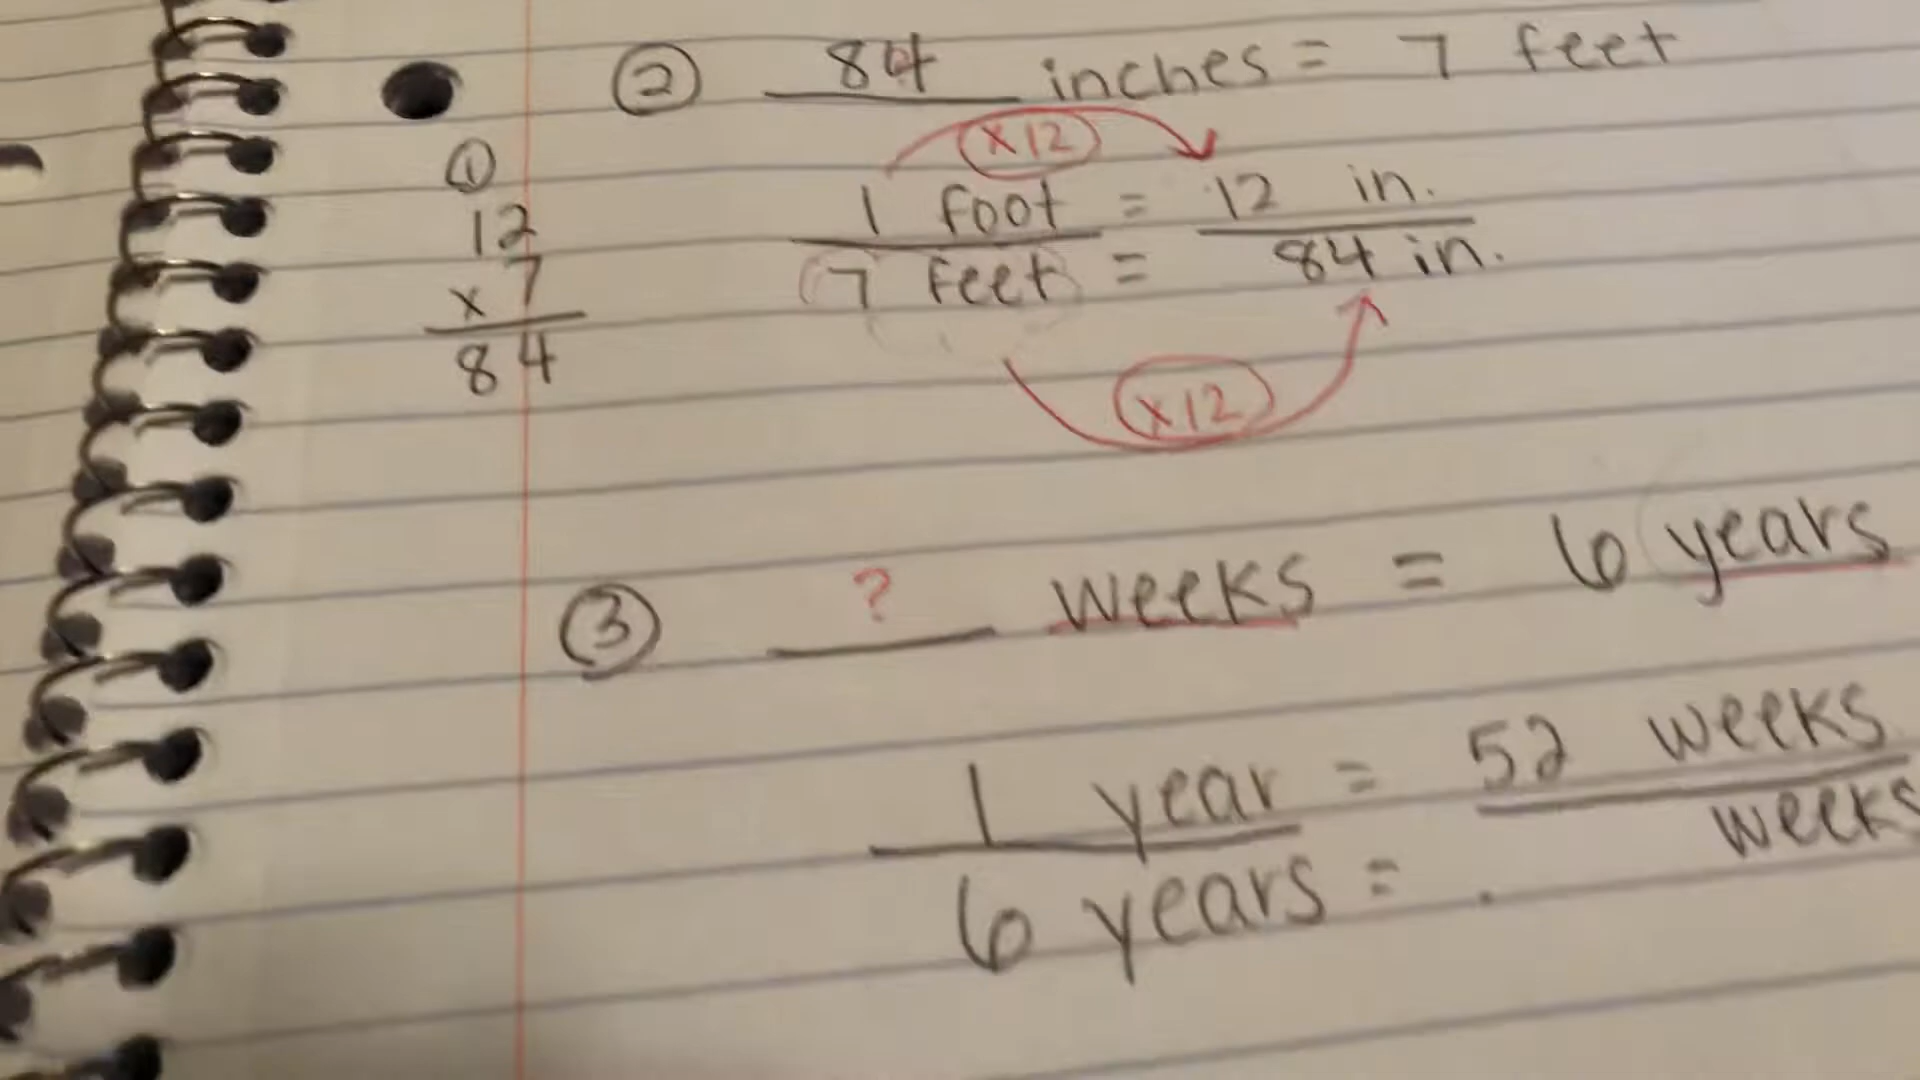 ② 84 inches = 7 feet
x12
①
12
x 7
84
1 foot = 12 in.
7 feet = 84 in.
x12
③ ? weeks = 6 years
1 year = 52 weeks
6 years = . weeks